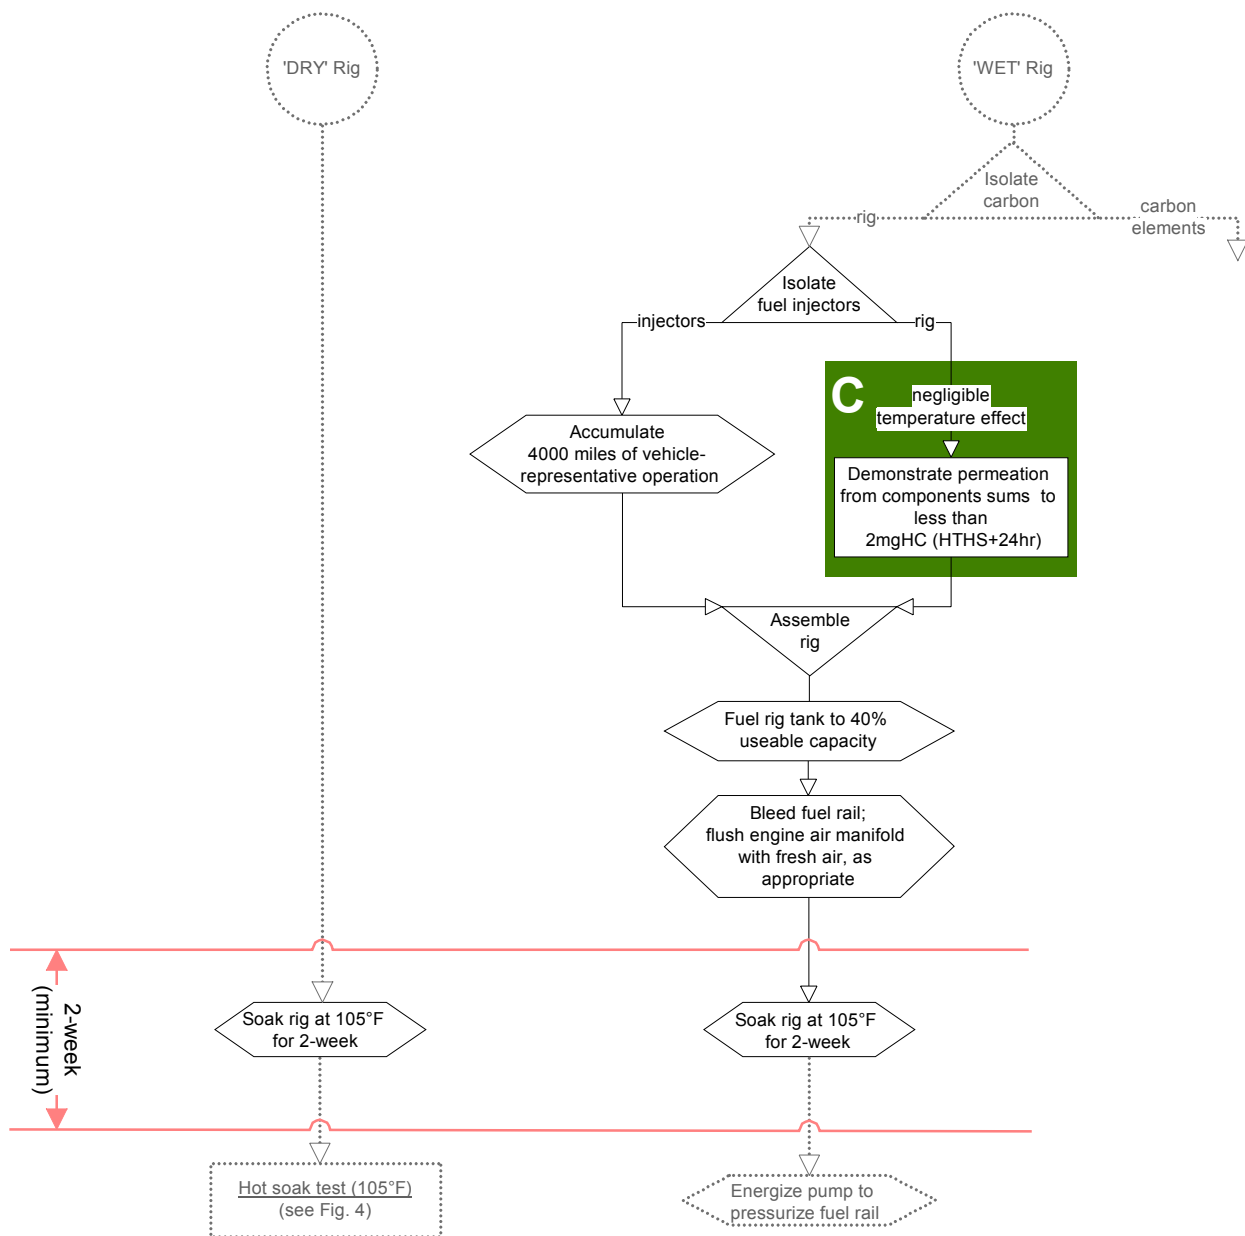 'DRY' Rig
'WET' Rig
Isolate
carbon
rig
carbon
elements
Isolate
fuel injectors
injectors
rig
C
negligible
temperature effect
Accumulate
4000 miles of vehicle-
representative operation
Demonstrate permeation
from components sums to
less than
2mgHC (HTHS+24hr)
Assemble
rig
Fuel rig tank to 40%
useable capacity
Bleed fuel rail;
flush engine air manifold
with fresh air, as
appropriate
2-week
(minimum)
Soak rig at 105°F
for 2-week
Soak rig at 105°F
for 2-week
Hot soak test (105°F)
(see Fig. 4)
Energize pump to
pressurize fuel rail